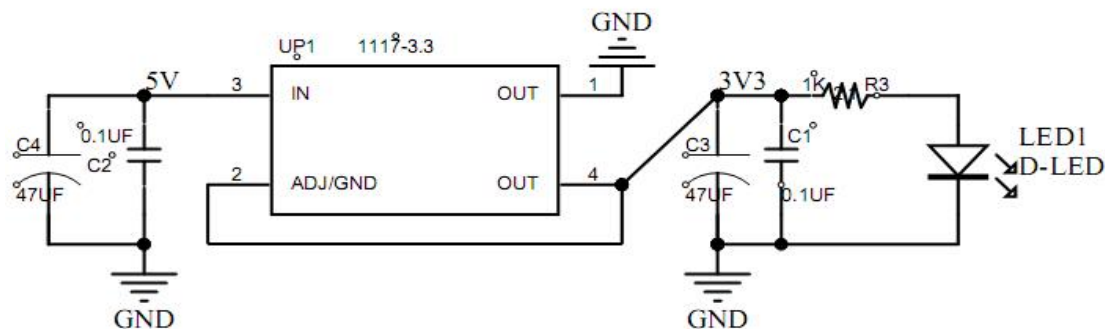 GND
UP1 1117-3.3
5V 3 IN OUT 1 3V3 1K 2 R3
C4 0.1UF C2 C3 C1 LED1
D-LED
47UF 2 ADJ/GND OUT 4 47UF 0.1UF
GND GND